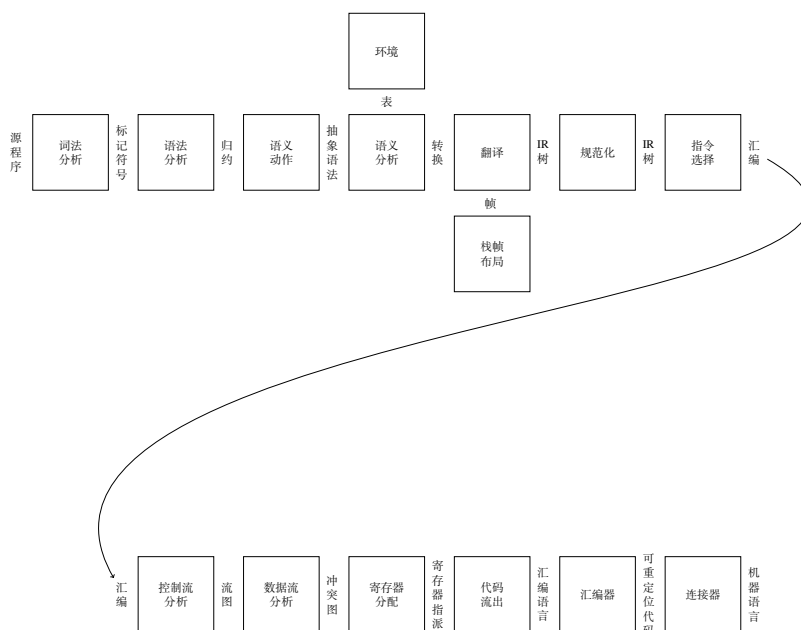 环境
表
源程序
词法
分析
标记符号
语法
分析
归约
语义
动作
抽象语法
语义
分析
转换
翻译
IR
树
规范化
IR
树
指令
选择
汇编
帧
栈帧
布局
汇编
控制流
分析
流图
数据流
分析
冲突图
寄存器
分配
寄存器指派
代码
流出
汇编语言
汇编器
可重定位代码
连接器
机器语言